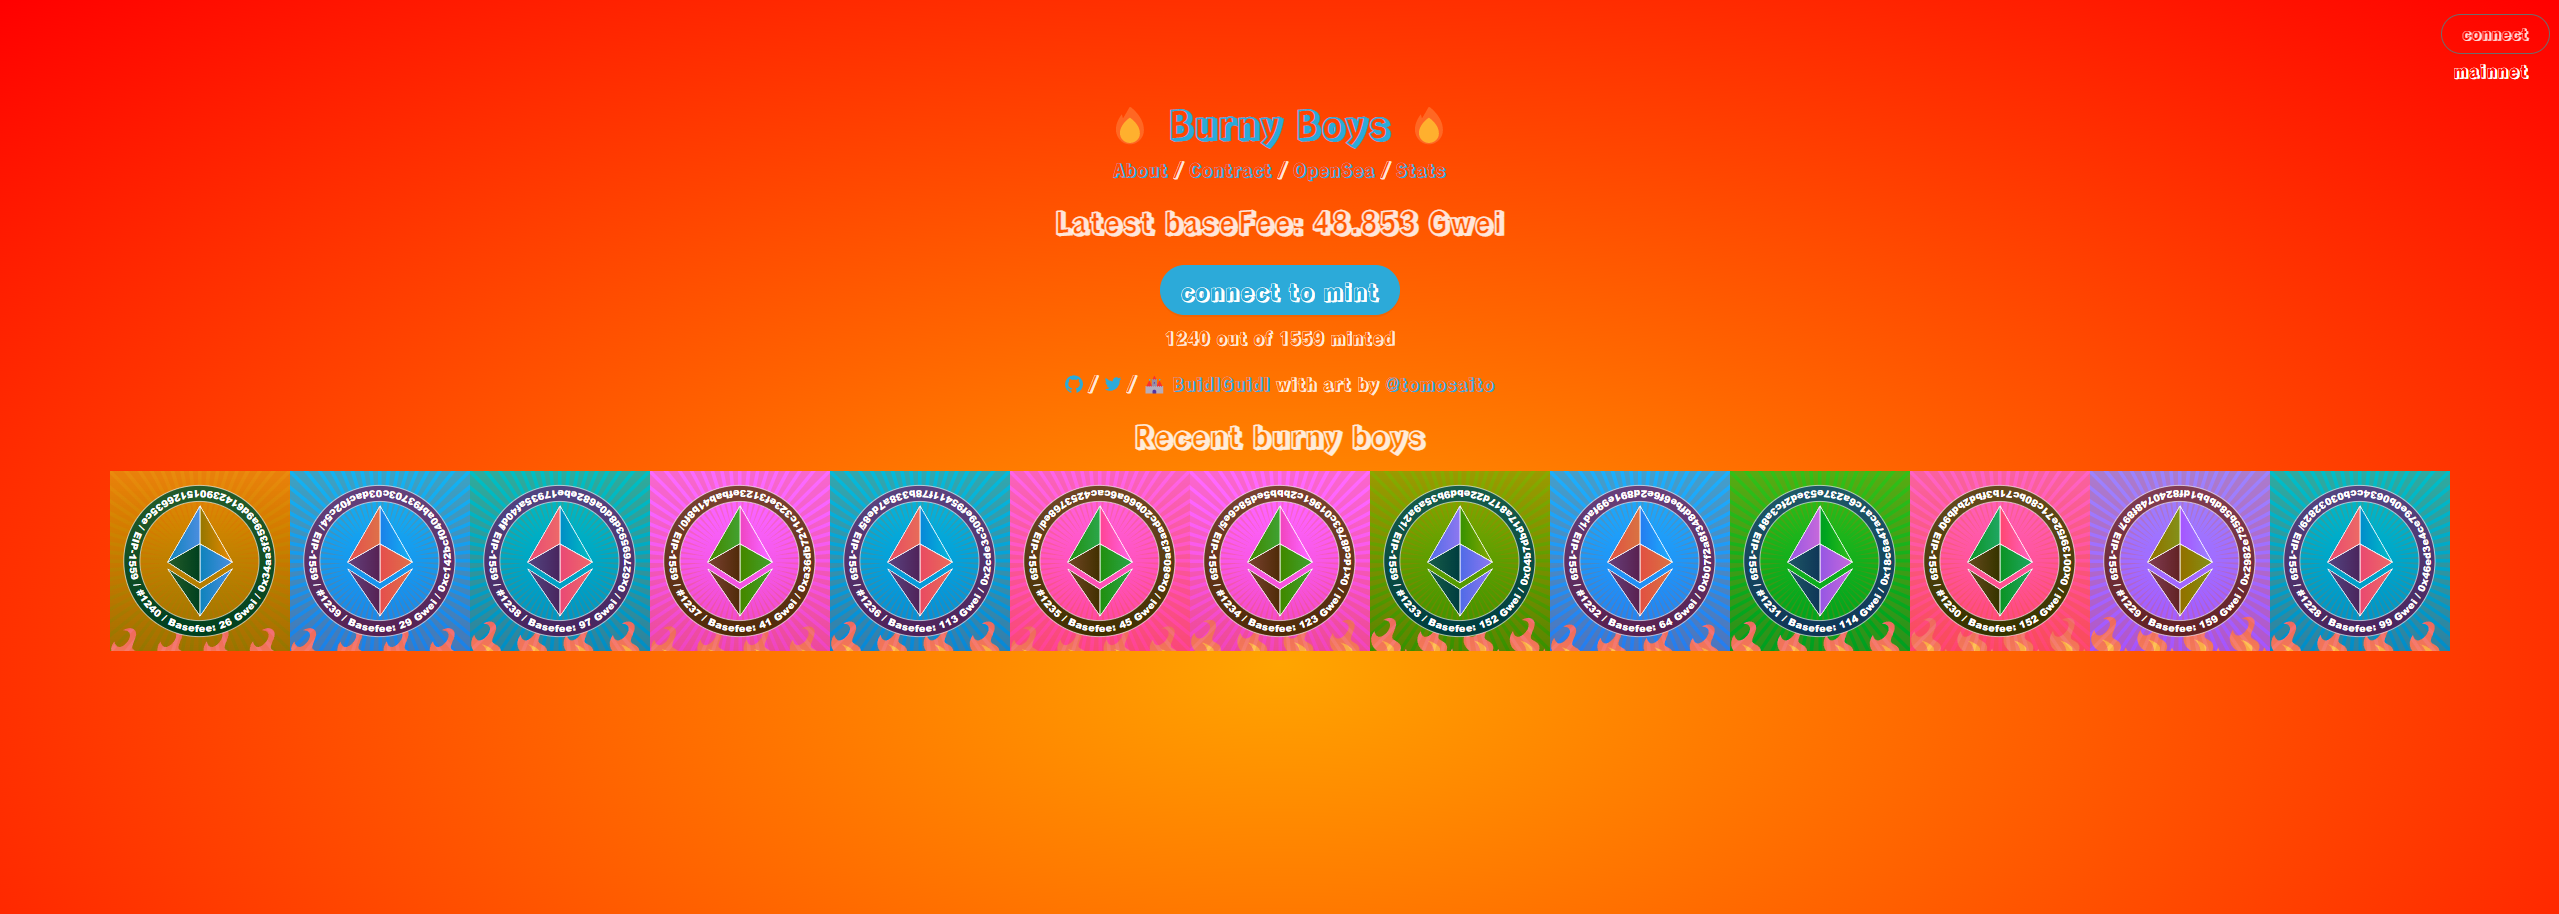 connect
mainnet
Burny Boys
About / Contract / OpenSea / Stats
Latest baseFee: 48.853 Gwei
connect to mint
1240 out of 1559 minted
/ / BuidlGuidl with art by @tomosaito
Recent burny boys
EIP-1559 / #1240 / Basefee: 26 Gwei /
EIP-1559 / #1239 / Basefee: 29 Gwei /
EIP-1559 / #1238 / Basefee: 97 Gwei /
EIP-1559 / #1237 / Basefee: 41 Gwei /
EIP-1559 / #1236 / Basefee: 113 Gwei /
EIP-1559 / #1235 / Basefee: 45 Gwei /
EIP-1559 / #1234 / Basefee: 123 Gwei /
EIP-1559 / #1233 / Basefee: 152 Gwei /
EIP-1559 / #1232 / Basefee: 64 Gwei /
EIP-1559 / #1231 / Basefee: 114 Gwei /
EIP-1559 / #1230 / Basefee: 152 Gwei /
EIP-1559 / #1229 / Basefee: 159 Gwei /
EIP-1559 / #1228 / Basefee: 99 Gwei /